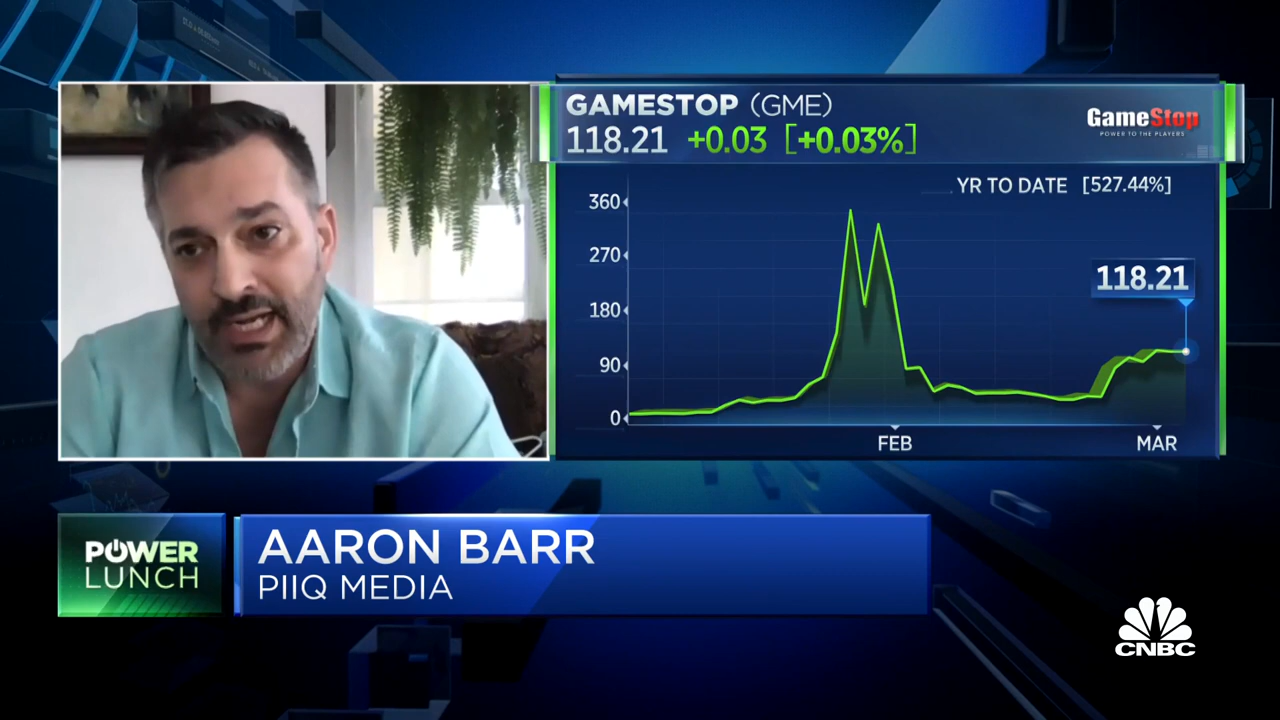 GAMESTOP (GME)
118.21 +0.03 [+0.03%]
GameStop
POWER TO THE PLAYERS
YR TO DATE [527.44%]
360
270
180
90
0
118.21
FEB
MAR
POWER
LUNCH
AARON BARR
PIIQ MEDIA
CNBC